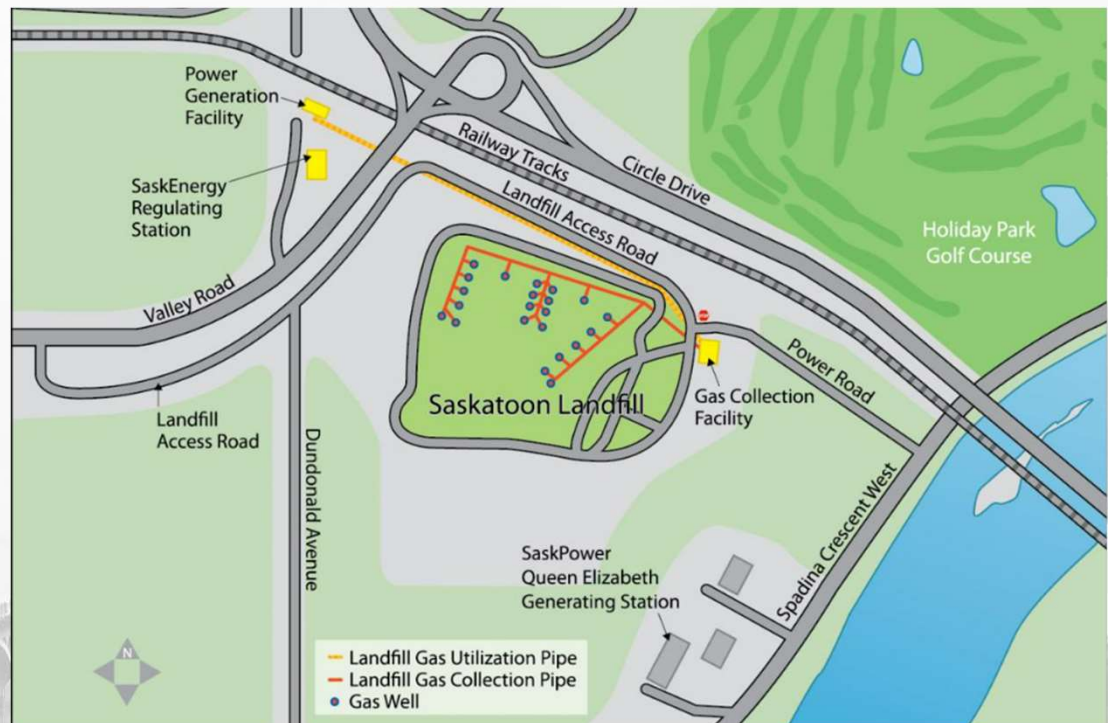 Power
Generation
Facility
SaskEnergy
Regulating
Station
Valley Road
Railway Tracks
Circle Drive
Landfill Access Road
Holiday Park
Golf Course
Landfill
Access Road
Saskatoon Landfill
Gas Collection
Facility
Power Road
Dundonald Avenue
SaskPower
Queen Elizabeth
Generating Station
Spadina Crescent West
N
Landfill Gas Utilization Pipe
Landfill Gas Collection Pipe
Gas Well